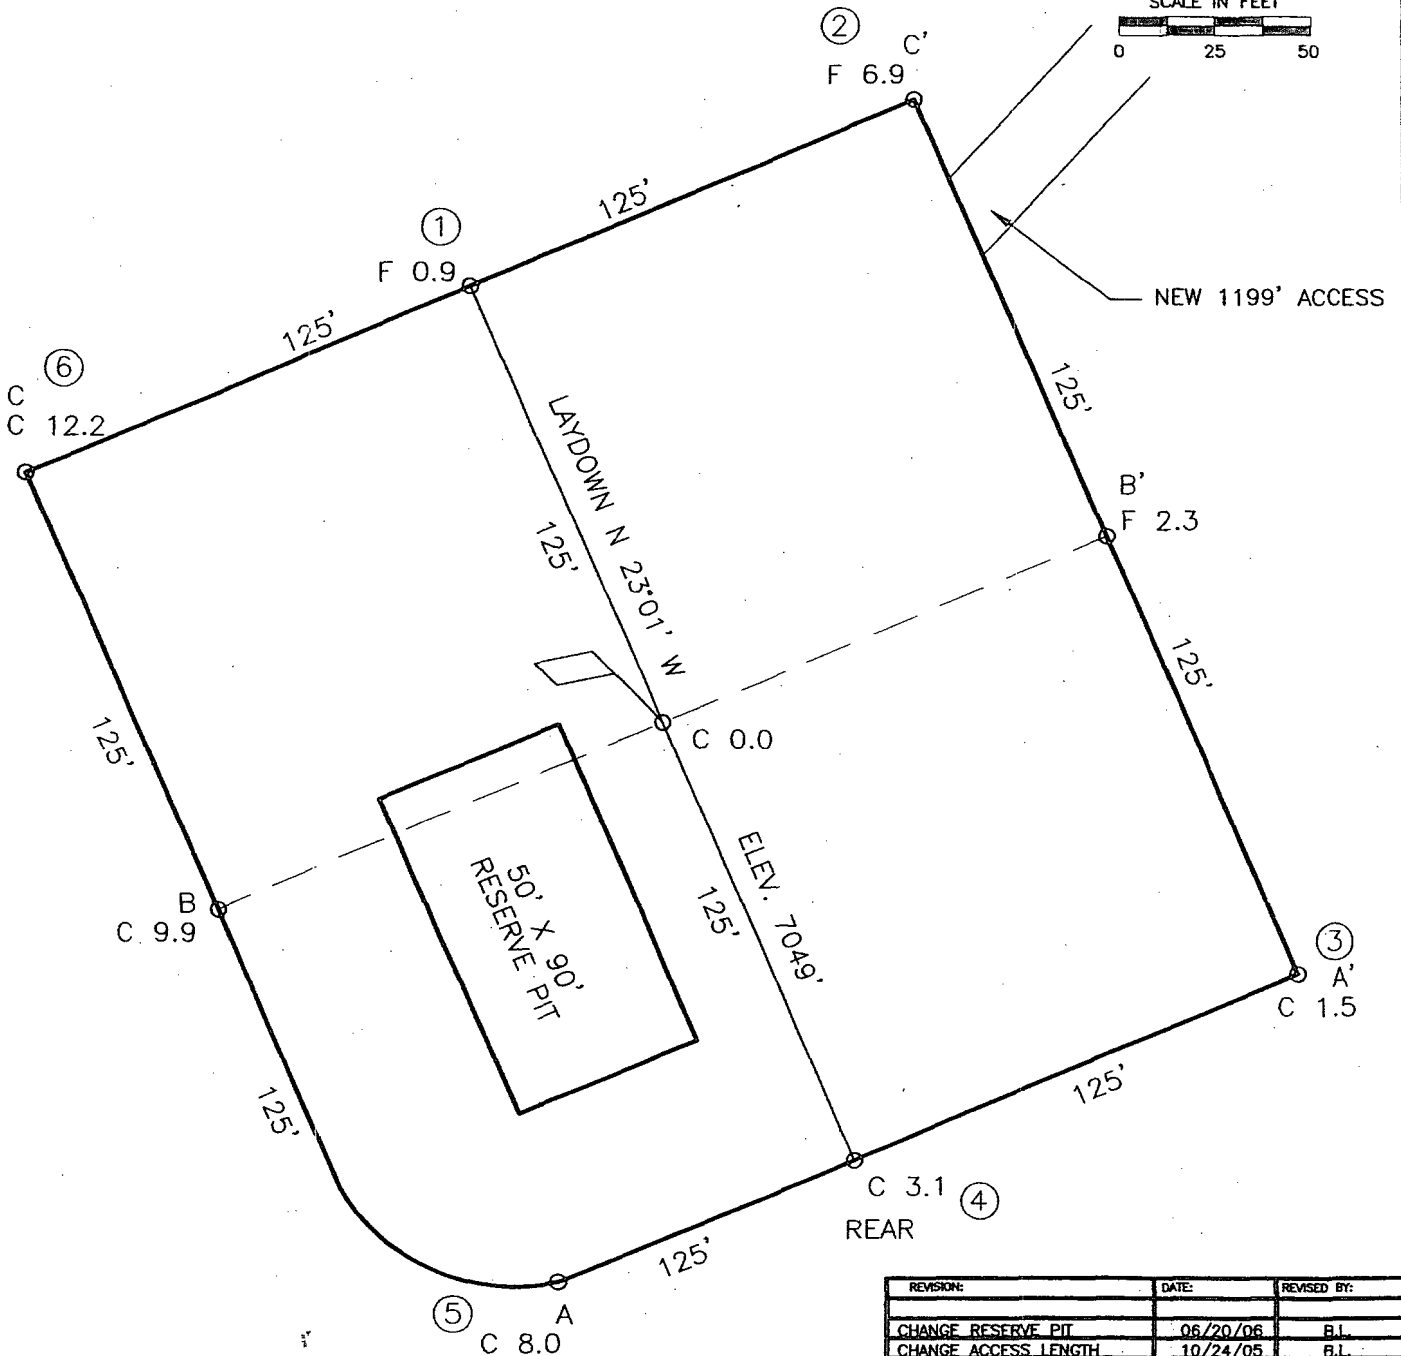 SCALE IN FEET
0 25 50
②
C'
F 6.9
125'
①
F 0.9
125'
NEW 1199' ACCESS
⑥
C
C 12.2
125'
LAYDOWN N 23°01' W
125'
B'
F 2.3
125'
C 0.0
125'
B
C 9.9
50' X 90'
RESERVE PIT
ELEV. 7049'
125'
③
A'
C 1.5
125'
125'
C 3.1
④
REAR
125'
⑤
A
C 8.0
REVISION: DATE: REVISED BY:
CHANGE RESERVE PIT 06/20/06 B.L.
CHANGE ACCESS LENGTH 10/24/05 B.L.